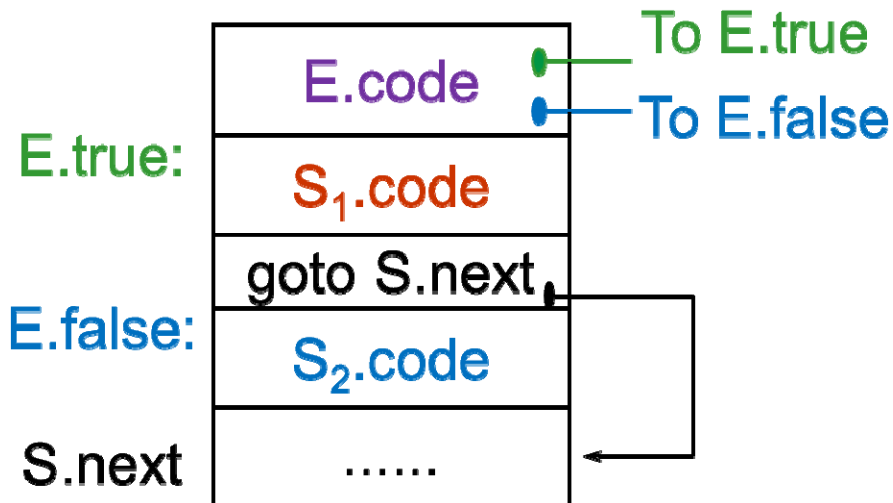 To E.true
E.code
To E.false
E.true:
S₁.code
goto S.next
E.false:
S₂.code
S.next
......